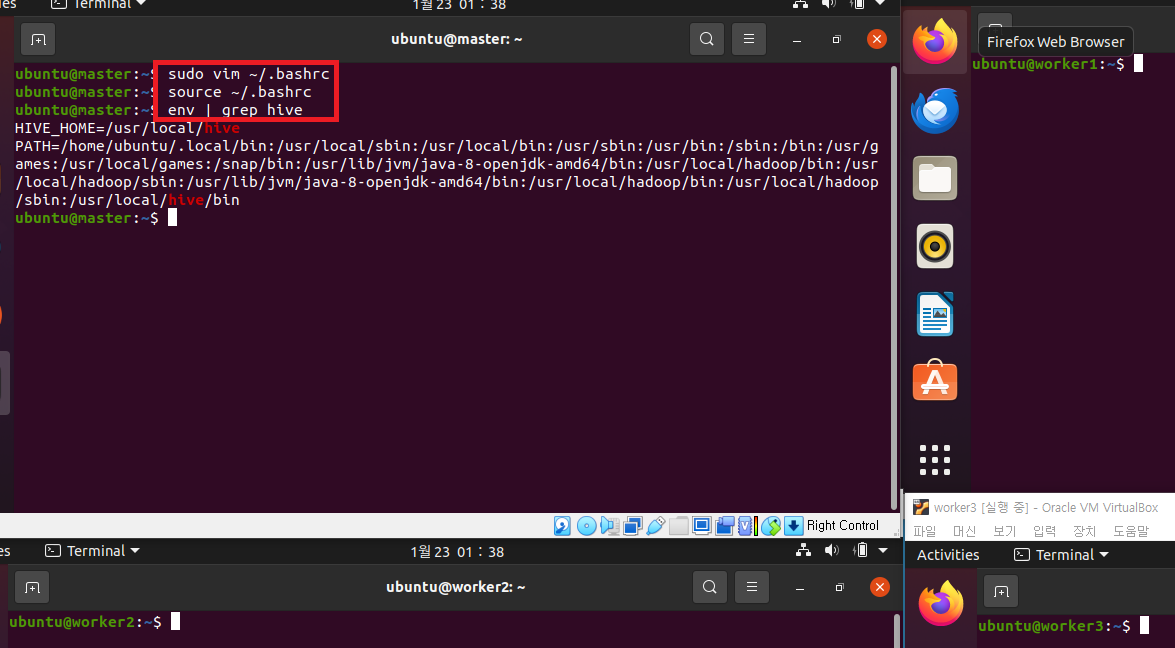 es
Terminal
1월 23 01 : 38
ubuntu@master: ~
ubuntu@master:~$ sudo vim ~/.bashrc
ubuntu@master:~$ source ~/.bashrc
ubuntu@master:~$ env | grep hive
HIVE_HOME=/usr/local/hive
PATH=/home/ubuntu/.local/bin:/usr/local/sbin:/usr/local/bin:/usr/sbin:/usr/bin:/sbin:/bin:/usr/g
ames:/usr/local/games:/snap/bin:/usr/lib/jvm/java-8-openjdk-amd64/bin:/usr/local/hadoop/bin:/usr
/local/hadoop/sbin:/usr/lib/jvm/java-8-openjdk-amd64/bin:/usr/local/hadoop/bin:/usr/local/hadoop
/sbin:/usr/local/hive/bin
ubuntu@master:~$
Right Control
Firefox Web Browser
ubuntu@worker1:~$
es
Terminal
1월 23 01 : 38
ubuntu@worker2: ~
ubuntu@worker2:~$
worker3 [실행 중] - Oracle VM VirtualBox
파일 머신 보기 입력 장치 도움말
Activities
Terminal
ubuntu@worker3:~$